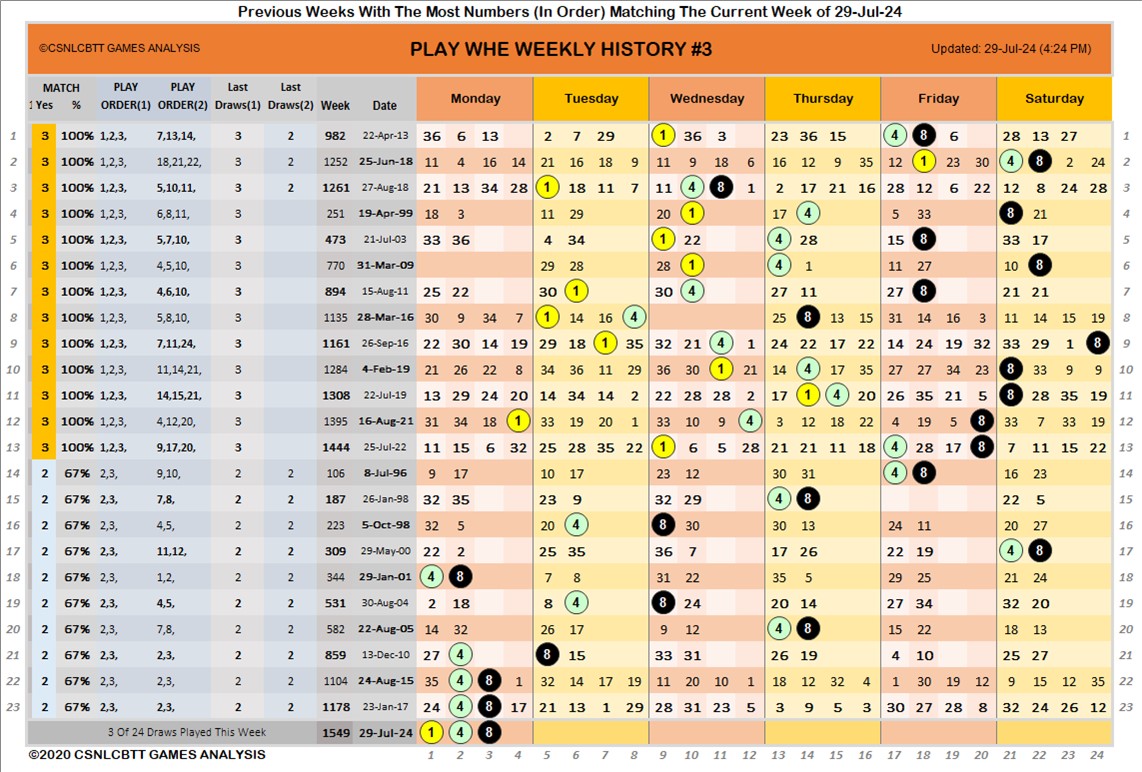 Previous Weeks With The Most Numbers (In Order) Matching The Current Week of 29-Jul-24
©CSNLCBTT GAMES ANALYSIS PLAY WHE WEEKLY HISTORY #3 Updated: 29-Jul-24 (4:24 PM)
MATCH PLAY PLAY Last Last
Yes % ORDER(1) ORDER(2) Draws(1) Draws(2) Week Date Monday Tuesday Wednesday Thursday Friday Saturday
1 3 100% 1,2,3, 7,13,14, 3 2 982 22-Apr-13 36 6 13 2 7 29 1 36 3 23 36 15 4 8 6 28 13 27 1
2 3 100% 1,2,3, 18,21,22, 3 2 1252 25-Jun-18 11 4 16 14 21 16 18 9 11 9 18 6 16 12 9 35 12 1 23 30 4 8 2 24 2
3 3 100% 1,2,3, 5,10,11, 3 2 1261 27-Aug-18 21 13 34 28 1 18 11 7 11 4 8 1 2 17 21 16 28 12 6 22 12 8 24 28 3
4 3 100% 1,2,3, 6,8,11, 3 251 19-Apr-99 18 3 11 29 20 1 17 4 5 33 8 21 4
5 3 100% 1,2,3, 5,7,10, 3 473 21-Jul-03 33 36 4 34 1 22 4 28 15 8 33 17 5
6 3 100% 1,2,3, 4,5,10, 3 770 31-Mar-09 29 28 28 1 4 1 11 27 10 8 6
7 3 100% 1,2,3, 4,6,10, 3 894 15-Aug-11 25 22 30 1 30 4 27 11 27 8 21 21 7
8 3 100% 1,2,3, 5,8,10, 3 1135 28-Mar-16 30 9 34 7 1 14 16 4 25 8 13 15 31 14 16 3 11 14 15 19 8
9 3 100% 1,2,3, 7,11,24, 3 1161 26-Sep-16 22 30 14 19 29 18 1 35 32 21 4 1 24 22 17 22 14 24 19 32 33 29 1 8 9
10 3 100% 1,2,3, 11,14,21, 3 1284 4-Feb-19 21 26 22 8 34 36 11 29 36 30 1 21 14 4 17 35 27 27 34 23 8 33 9 9 10
11 3 100% 1,2,3, 14,15,21, 3 1308 22-Jul-19 13 29 24 20 14 34 14 2 22 28 28 2 17 1 4 20 26 35 21 5 8 28 35 19 11
12 3 100% 1,2,3, 4,12,20, 3 1395 16-Aug-21 31 34 18 1 33 19 20 1 33 10 9 4 3 12 18 22 4 19 5 8 33 7 33 19 12
13 3 100% 1,2,3, 9,17,20, 3 1444 25-Jul-22 11 15 6 32 25 28 35 22 1 6 5 28 21 21 11 18 4 28 17 8 7 11 15 22 13
14 2 67% 2,3, 9,10, 2 2 106 8-Jul-96 9 17 10 17 23 12 30 31 4 8 16 23 14
15 2 67% 2,3, 7,8, 2 2 187 26-Jan-98 32 35 23 9 32 29 4 8 22 5 15
16 2 67% 2,3, 4,5, 2 2 223 5-Oct-98 32 5 20 4 8 30 30 13 24 11 20 27 16
17 2 67% 2,3, 11,12, 2 2 309 29-May-00 22 2 25 35 36 7 17 26 22 19 4 8 17
18 2 67% 2,3, 1,2, 2 2 344 29-Jan-01 4 8 7 8 31 22 35 5 29 25 21 24 18
19 2 67% 2,3, 4,5, 2 2 531 30-Aug-04 2 18 8 4 8 24 20 14 27 34 32 20 19
20 2 67% 2,3, 7,8, 2 2 582 22-Aug-05 14 32 26 17 9 12 4 8 15 22 18 13 20
21 2 67% 2,3, 2,3, 2 2 859 13-Dec-10 27 4 8 15 33 31 26 19 4 10 25 27 21
22 2 67% 2,3, 2,3, 2 2 1104 24-Aug-15 35 4 8 1 32 14 17 19 11 20 10 1 18 12 32 4 1 30 19 12 9 15 12 35 22
23 2 67% 2,3, 2,3, 2 2 1178 23-Jan-17 24 4 8 17 21 13 1 29 28 31 23 5 3 9 5 3 30 27 28 8 32 24 26 12 23
3 Of 24 Draws Played This Week 1549 29-Jul-24 1 4 8
©2020 CSNLCBTT GAMES ANALYSIS 1 2 3 4 5 6 7 8 9 10 11 12 13 14 15 16 17 18 19 20 21 22 23 24